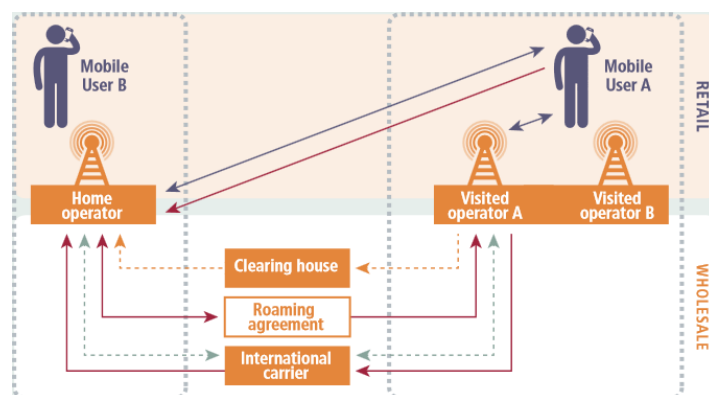 Mobile
User B
Mobile
User A
RETAIL
Home
operator
Visited
operator A
Visited
operator B
Clearing house
Roaming
agreement
International
carrier
WHOLESALE